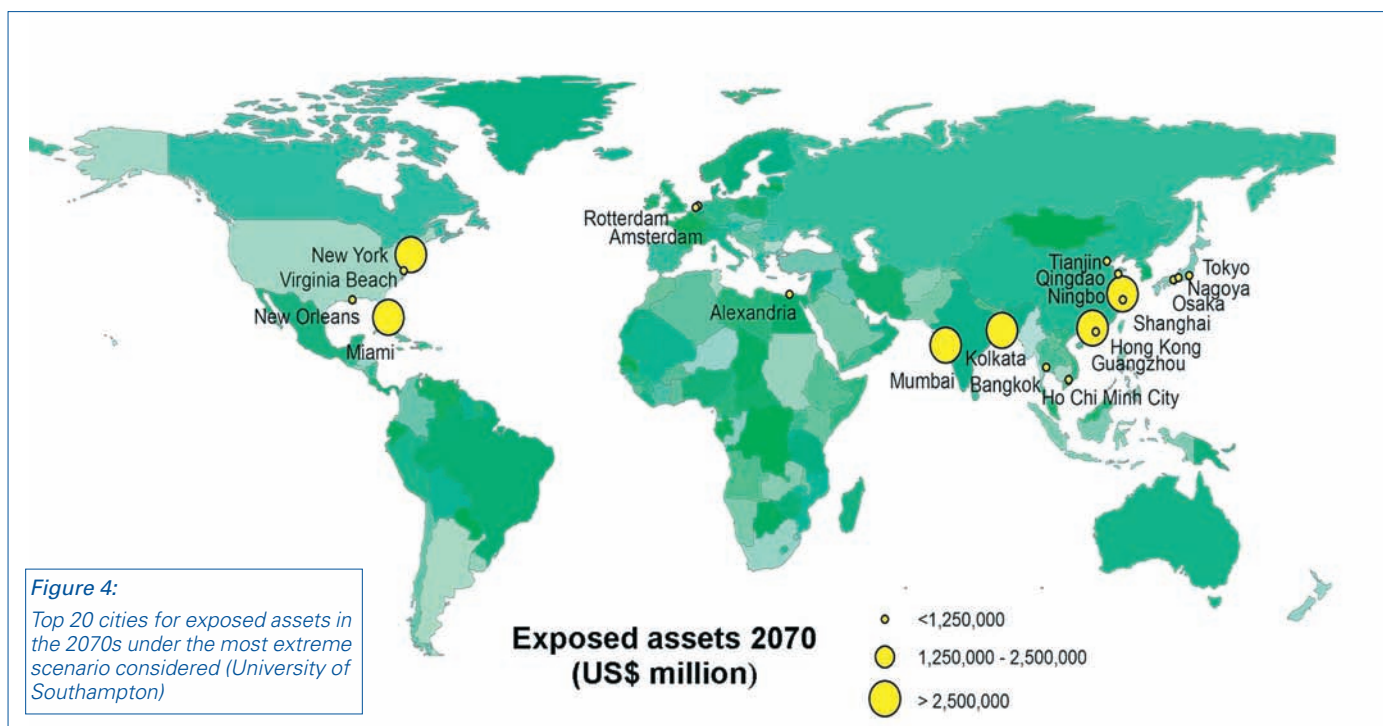 New York
Virginia Beach
New Orleans
Miami
Rotterdam
Amsterdam
Alexandria
Mumbai
Kolkata
Bangkok
Ho Chi Minh City
Tianjin
Qingdao
Ningbo
Tokyo
Nagoya
Osaka
Shanghai
Hong Kong
Guangzhou
Figure 4:
Top 20 cities for exposed assets in
the 2070s under the most extreme
scenario considered (University of
Southampton)
Exposed assets 2070
(US$ million)
<1,250,000
1,250,000 - 2,500,000
> 2,500,000